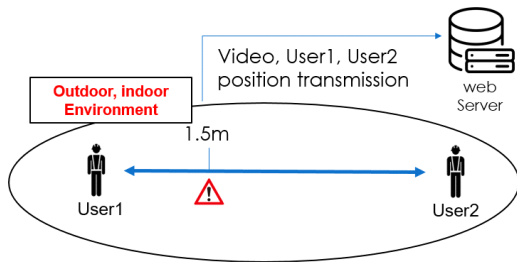 Video, User1, User2
position transmission
web
Server
Outdoor, indoor
Environment
1.5m
User1
User2